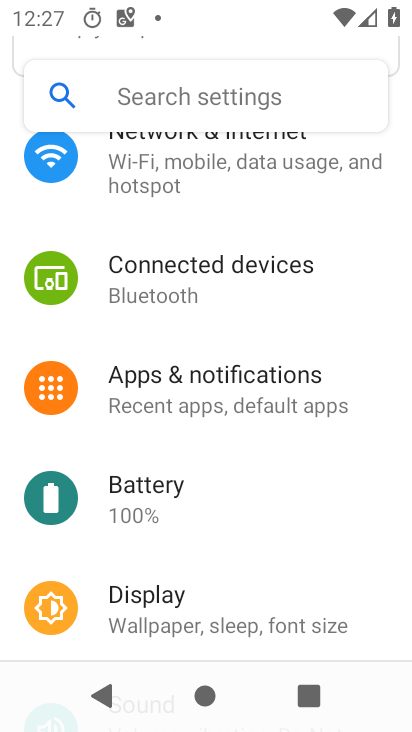 12:27
Search settings
Network & internet
Wi-Fi, mobile, data usage, and
hotspot
Connected devices
Bluetooth
Apps & notifications
Recent apps, default apps
Battery
100%
Display
Wallpaper, sleep, font size
Sound